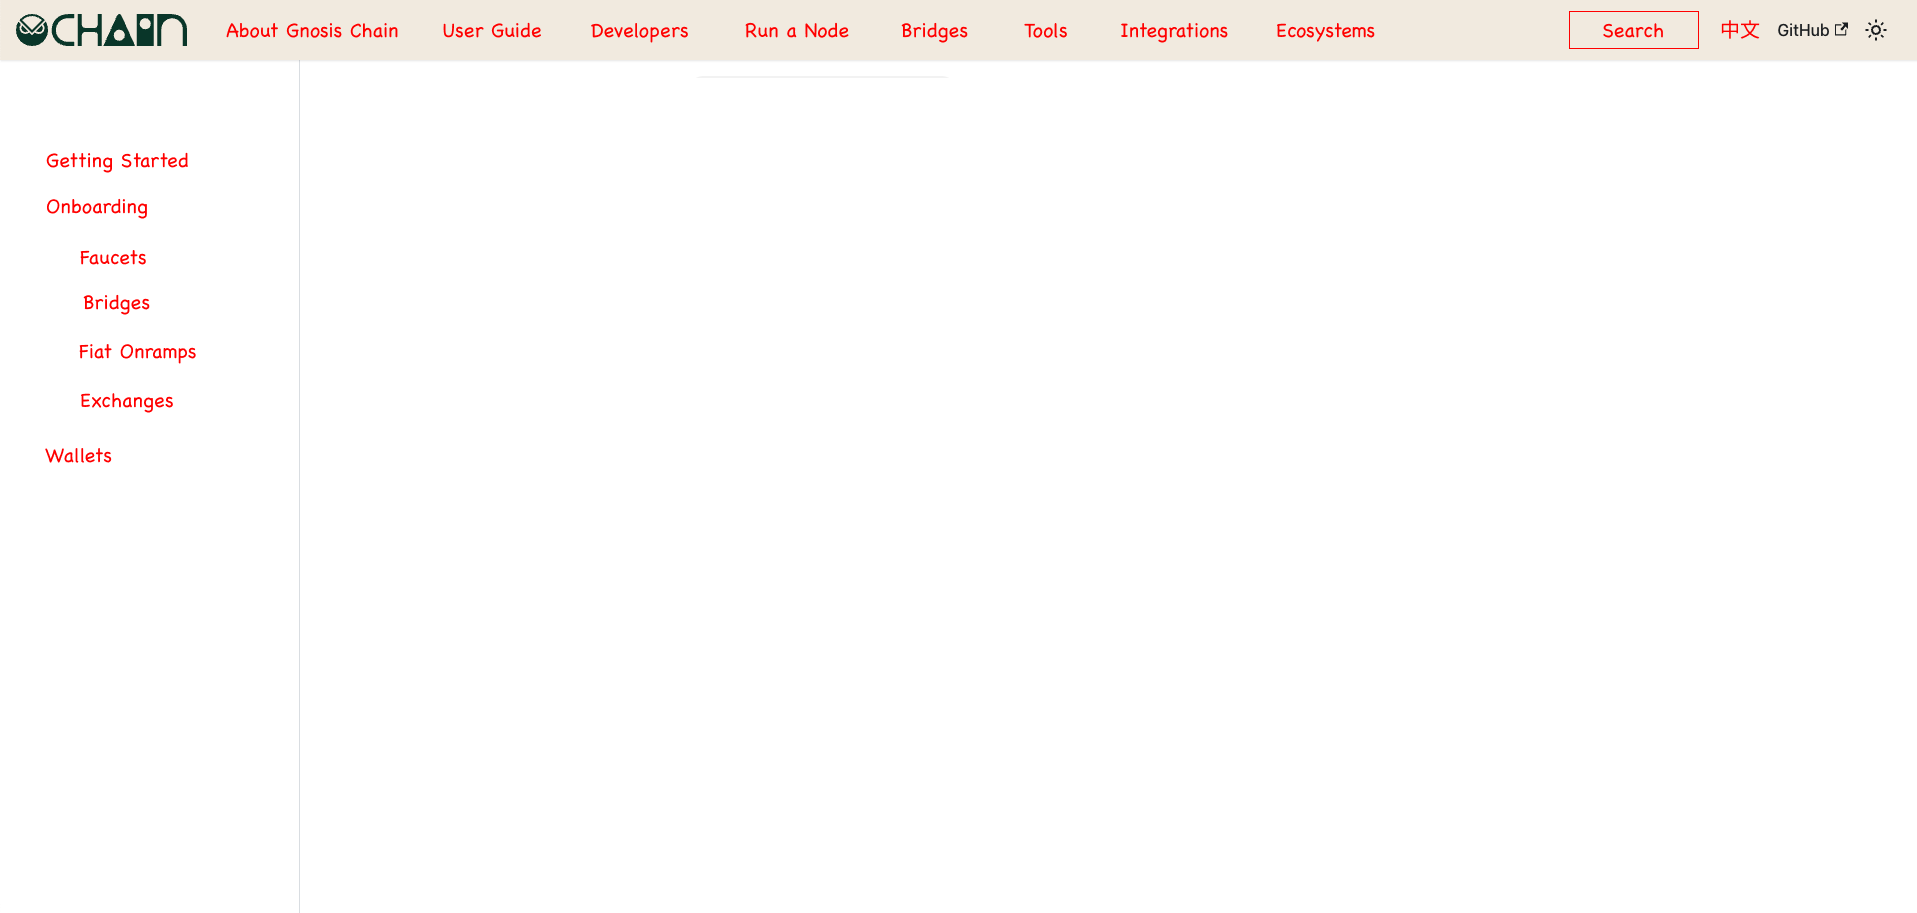 CHAIN
About Gnosis Chain
User Guide
Developers
Run a Node
Bridges
Tools
Integrations
Ecosystems
Search
中文
GitHub
Getting Started
Onboarding
Faucets
Bridges
Fiat Onramps
Exchanges
Wallets